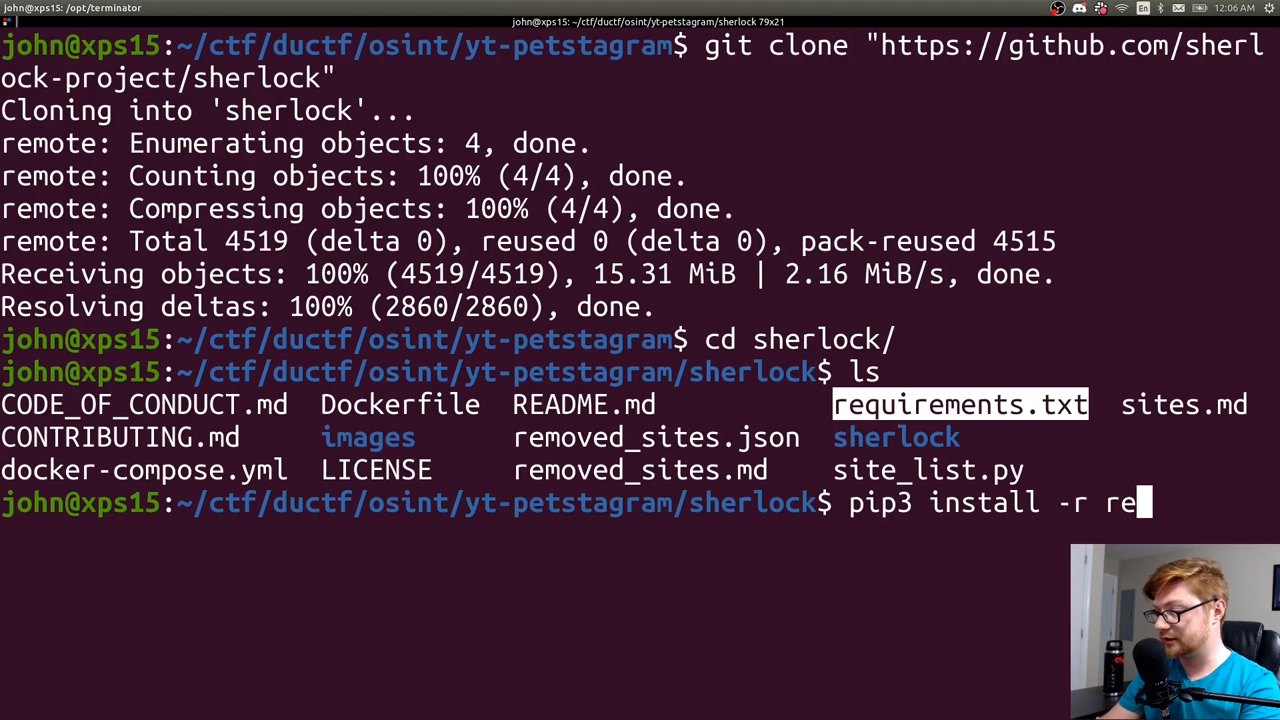 john@xps15: /opt/terminator
En
12:06 AM
john@xps15: ~/ctf/ductf/osint/yt-petstagram/sherlock 79x21
john@xps15:~/ctf/ductf/osint/yt-petstagram$ git clone "https://github.com/sherl
ock-project/sherlock"
Cloning into 'sherlock'...
remote: Enumerating objects: 4, done.
remote: Counting objects: 100% (4/4), done.
remote: Compressing objects: 100% (4/4), done.
remote: Total 4519 (delta 0), reused 0 (delta 0), pack-reused 4515
Receiving objects: 100% (4519/4519), 15.31 MiB | 2.16 MiB/s, done.
Resolving deltas: 100% (2860/2860), done.
john@xps15:~/ctf/ductf/osint/yt-petstagram$ cd sherlock/
john@xps15:~/ctf/ductf/osint/yt-petstagram/sherlock$ ls
CODE_OF_CONDUCT.md  Dockerfile  README.md           requirements.txt  sites.md
CONTRIBUTING.md     images      removed_sites.json  sherlock
docker-compose.yml  LICENSE     removed_sites.md    site_list.py
john@xps15:~/ctf/ductf/osint/yt-petstagram/sherlock$ pip3 install -r re